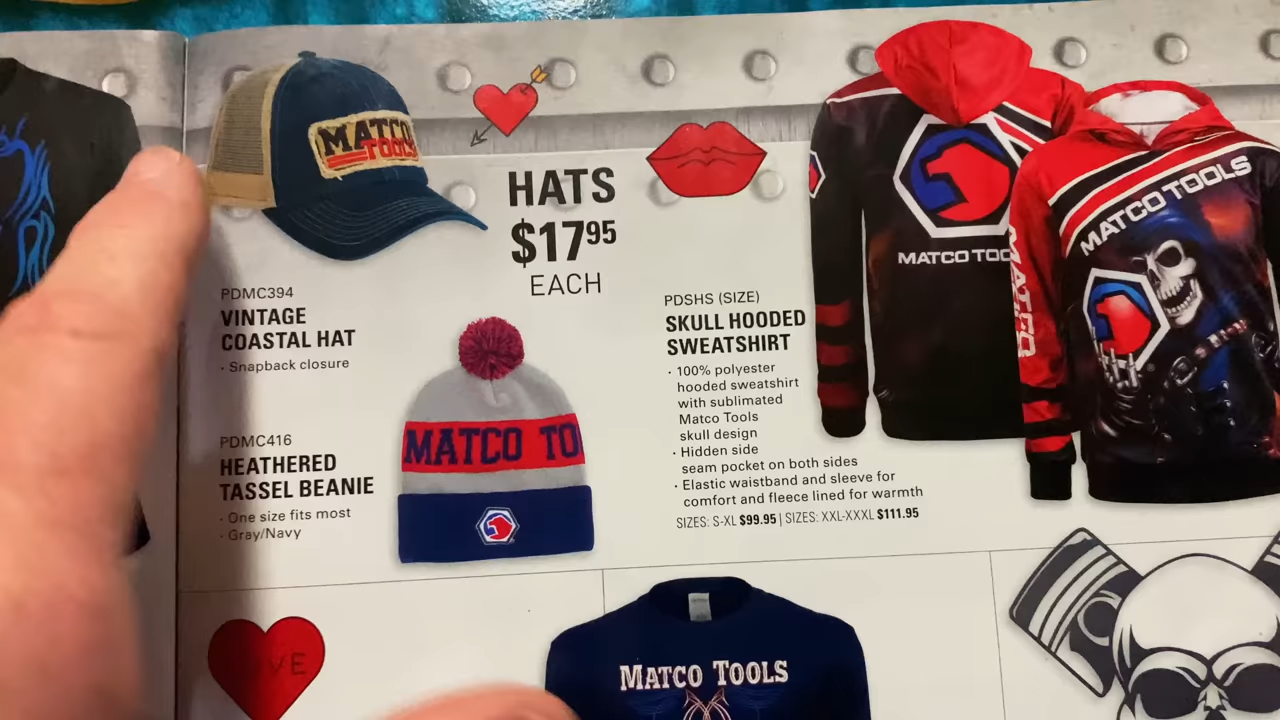 MATCO
TOOLS
HATS
$17.95
EACH
PDMC394
VINTAGE
COASTAL HAT
· Snapback closure
MATCO TO
PDMC416
HEATHERED
TASSEL BEANIE
· One size fits most
· Gray/Navy
PDSHS (SIZE)
SKULL HOODED
SWEATSHIRT
· 100% polyester
hooded sweatshirt
with sublimated
Matco Tools
skull design
· Hidden side
seam pocket on both sides
· Elastic waistband and sleeve for
comfort and fleece lined for warmth
SIZES: S-XL $99.95 | SIZES: XXL-XXXL $111.95
MATCO TOO
MATCO TOOLS
MATCO
MATCO TOOLS